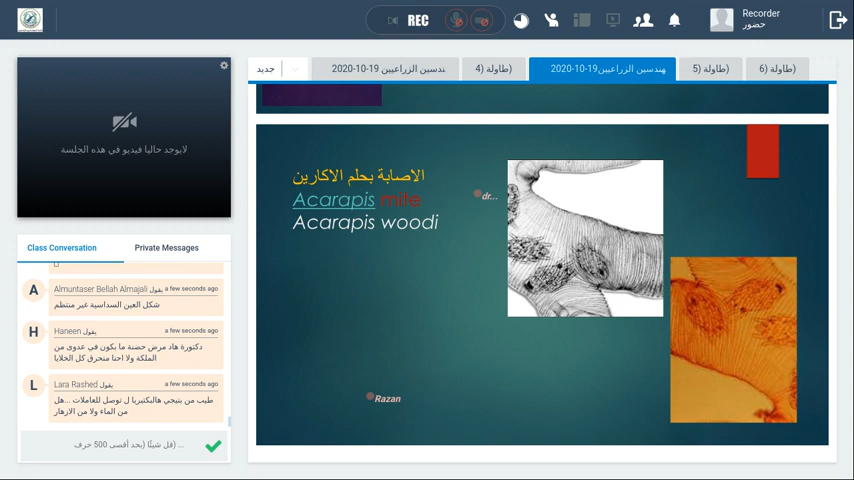 REC
Recorder
حضور
لايوجد حاليا فيديو في هذه الجلسة
جديد
ندسين الزراعيين 19-10-2020
(طاولة 4
هندسين الزراعيين19-10-2020
(طاولة 5
(طاولة 6
الاصابة بحلم الاكارين
Acarapis mite
Acarapis woodi
dr...
Razan
Class Conversation
Private Messages
A
Almuntaser Bellah Almajali يقول
a few seconds ago
شكل العين السداسية غير منتظم
H
Haneen يقول
a few seconds ago
دكتورة هاد مرض حضنة ما بكون في عدوى من
الملكة ولا احنا منحرق كل الخلايا
L
Lara Rashed يقول
a few seconds ago
طيب من بتيجي هالبكتيريا ل توصل للعاملات ...هل
من الماء ولا من الازهار
... (قل شيئًا (بحد أقصى 500 حرف